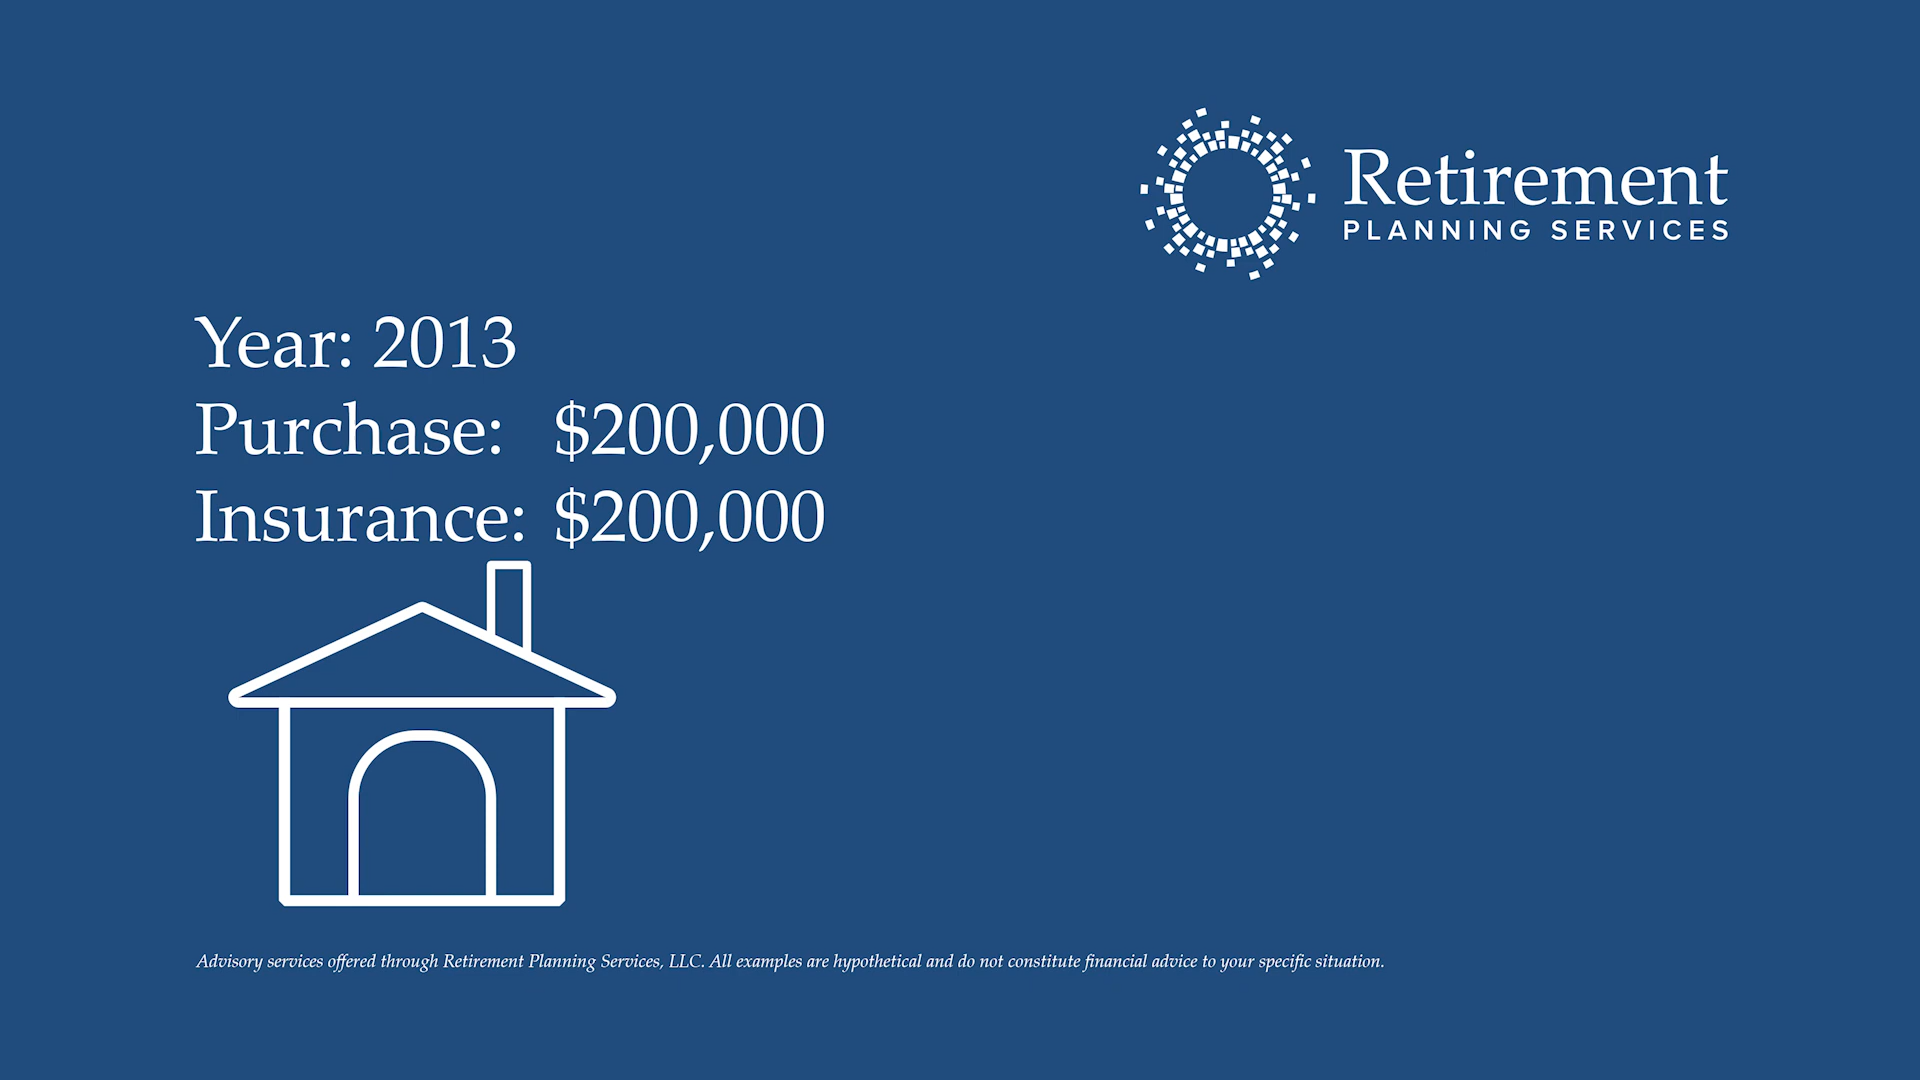 Retirement
PLANNING SERVICES
Year: 2013
Purchase: $200,000
Insurance: $200,000
Advisory services offered through Retirement Planning Services, LLC. All examples are hypothetical and do not constitute financial advice to your specific situation.